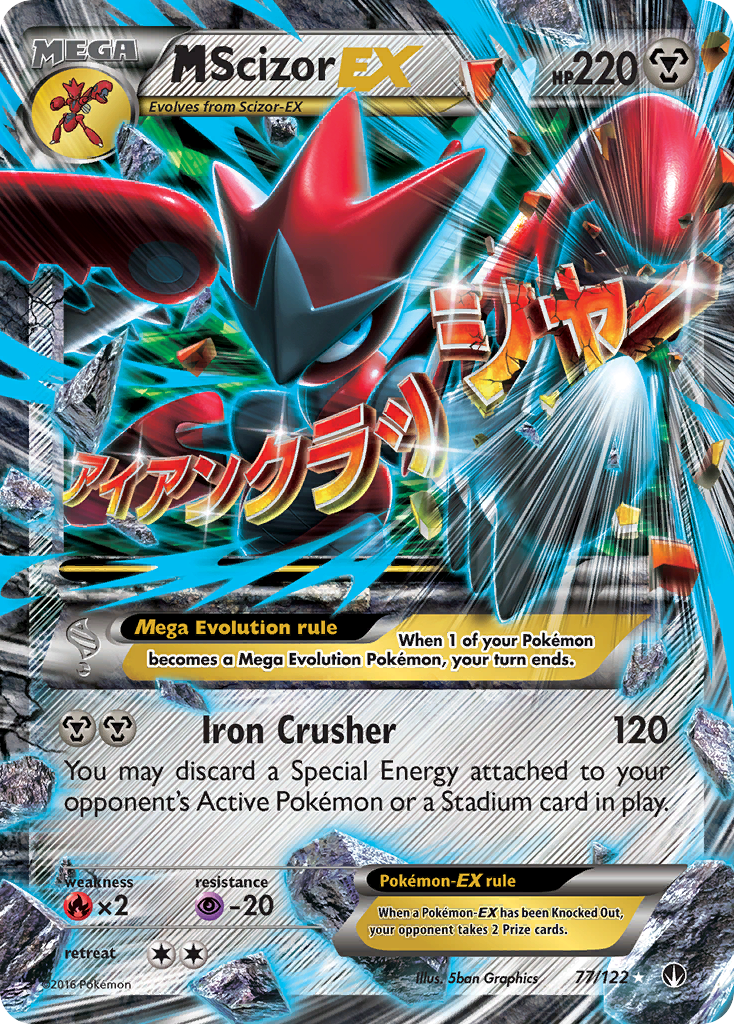 MEGA
MScizorEX
HP220
Evolves from Scizor-EX
アイアンクラッシャー
Mega Evolution rule
When 1 of your Pokémon
becomes a Mega Evolution Pokémon, your turn ends.
Iron Crusher 120
You may discard a Special Energy attached to your
opponent's Active Pokémon or a Stadium card in play.
weakness resistance
×2 -20
Pokémon-EX rule
When a Pokémon-EX has been Knocked Out,
your opponent takes 2 Prize cards.
retreat
©2016 Pokémon
Illus. 5ban Graphics
77/122